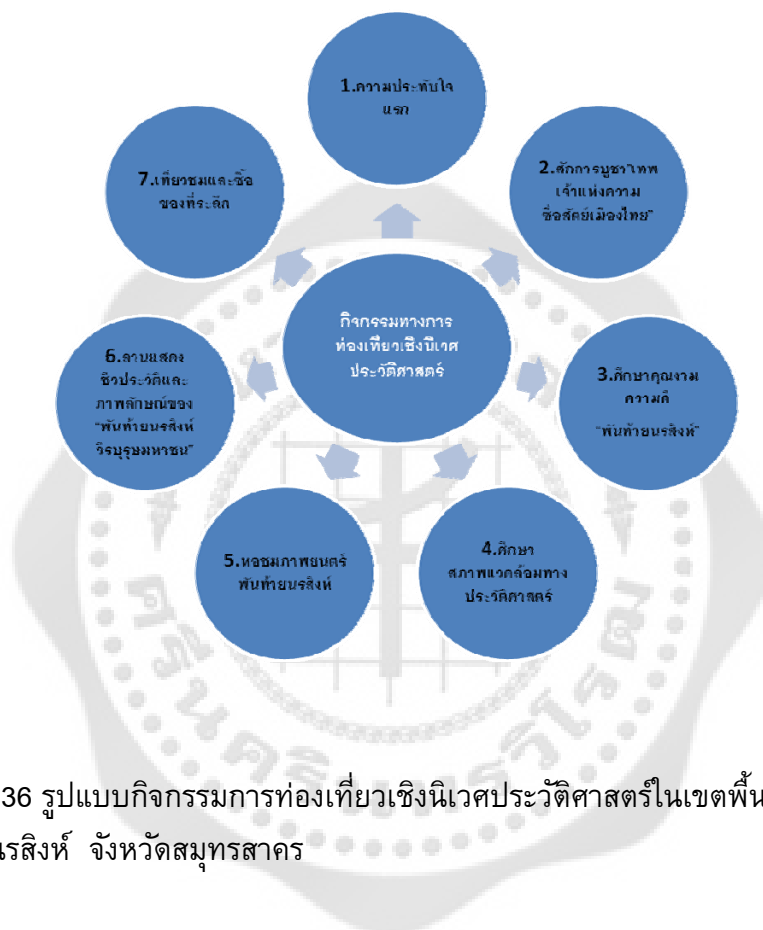 1.ความประทับใจ
แรก
2.สักการบูชา"เทพ
เจ้าแห่งความ
ซื่อสัตย์เมืองไทย"
3.ศึกษาคุณงาม
ความดี
"พันท้ายนรสิงห์"
4.ศึกษา
สภาพแวดล้อมทาง
ประวัติศาสตร์
5.หอชมภาพยนตร์
พันท้ายนรสิงห์
6.ลานแสดง
ชีวประวัติและ
ภาพลักษณ์ของ
"พันท้ายนรสิงห์
วีรบุรุษมหาชน"
7.เที่ยวชมและซื้อ
ของที่ระลึก
กิจกรรมทางการ
ท่องเที่ยวเชิงนิเวศ
ประวัติศาสตร์
36 รูปแบบกิจกรรมการท่องเที่ยวเชิงนิเวศประวัติศาสตร์ในเขตพื้น
นรสิงห์ จังหวัดสมุทรสาคร
ศรีนครินทรวิโรฒ